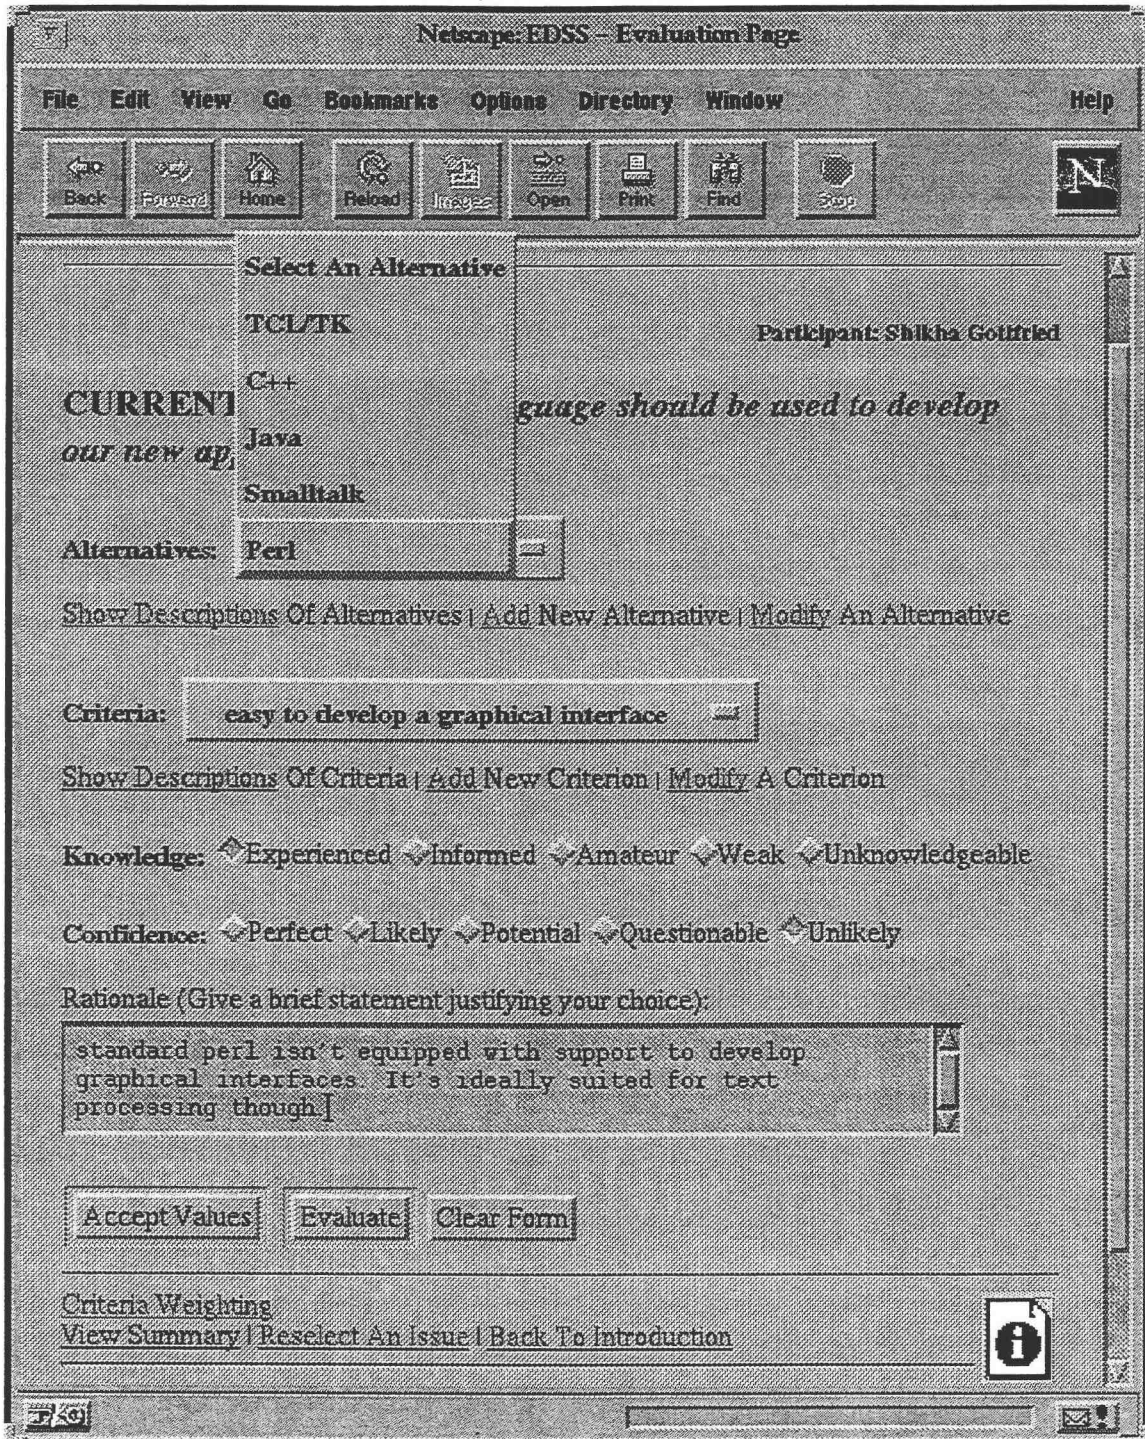 Netscape: EDSS – Evaluation Page
File Edit View Go Bookmarks Options Directory Window Help
Back Forward Home Reload Images Open Print Find Stop
N
Select An Alternative
TCL/TK
Participant: Shikha Gottfried
C++
CURRENT guage should be used to develop
Java
our new ap
Smalltalk
Alternatives: Perl
Show Descriptions Of Alternatives | Add New Alternative | Modify An Alternative
Criteria: easy to develop a graphical interface
Show Descriptions Of Criteria | Add New Criterion | Modify A Criterion
Knowledge: Experienced Informed Amateur Weak Unknowledgeable
Confidence: Perfect Likely Potential Questionable Unlikely
Rationale (Give a brief statement justifying your choice):
standard perl isn't equipped with support to develop
graphical interfaces. It's ideally suited for text
processing though.
Accept Values Evaluate Clear Form
Criteria Weighting
View Summary | Reselect An Issue | Back To Introduction